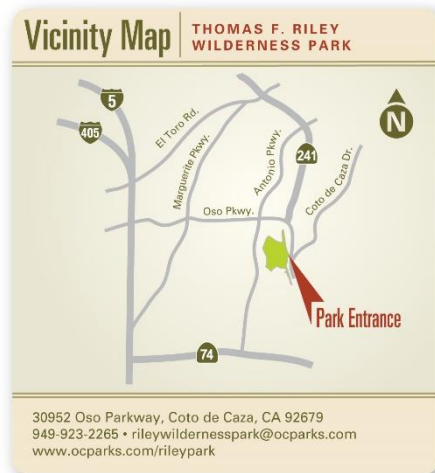 Vicinity Map
THOMAS F. RILEY
WILDERNESS PARK
5
405
El Toro Rd.
Marguerite Pkwy.
Antonio Pkwy.
241
N
Coto de Caza Dr.
Oso Pkwy.
Park Entrance
74
30952 Oso Parkway, Coto de Caza, CA 92679
949-923-2265 • rileywildernesspark@ocparks.com
www.ocparks.com/rileypark